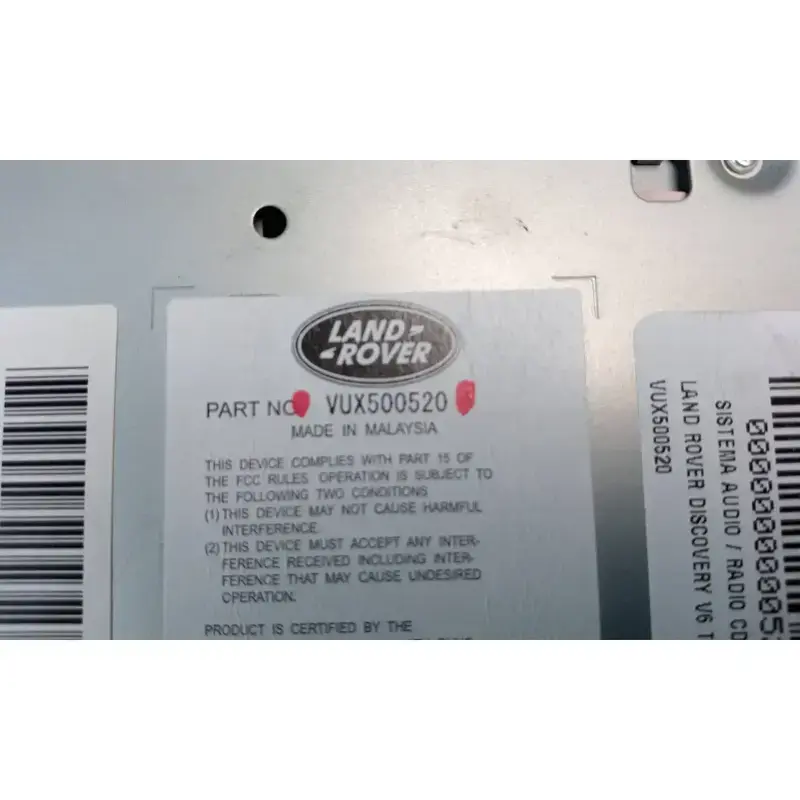 LAND-
-ROVER
PART NO VUX500520
MADE IN MALAYSIA
THIS DEVICE COMPLIES WITH PART 15 OF
THE FCC RULES. OPERATION IS SUBJECT TO
THE FOLLOWING TWO CONDITIONS
(1) THIS DEVICE MAY NOT CAUSE HARMFUL
INTERFERENCE.
(2) THIS DEVICE MUST ACCEPT ANY INTER-
FERENCE RECEIVED INCLUDING INTER-
FERENCE THAT MAY CAUSE UNDESIRED
OPERATION.
PRODUCT IS CERTIFIED BY THE
SISTEMA AUDIO / RADIO CD
LAND ROVER DISCOVERY V6 T
VUX500520